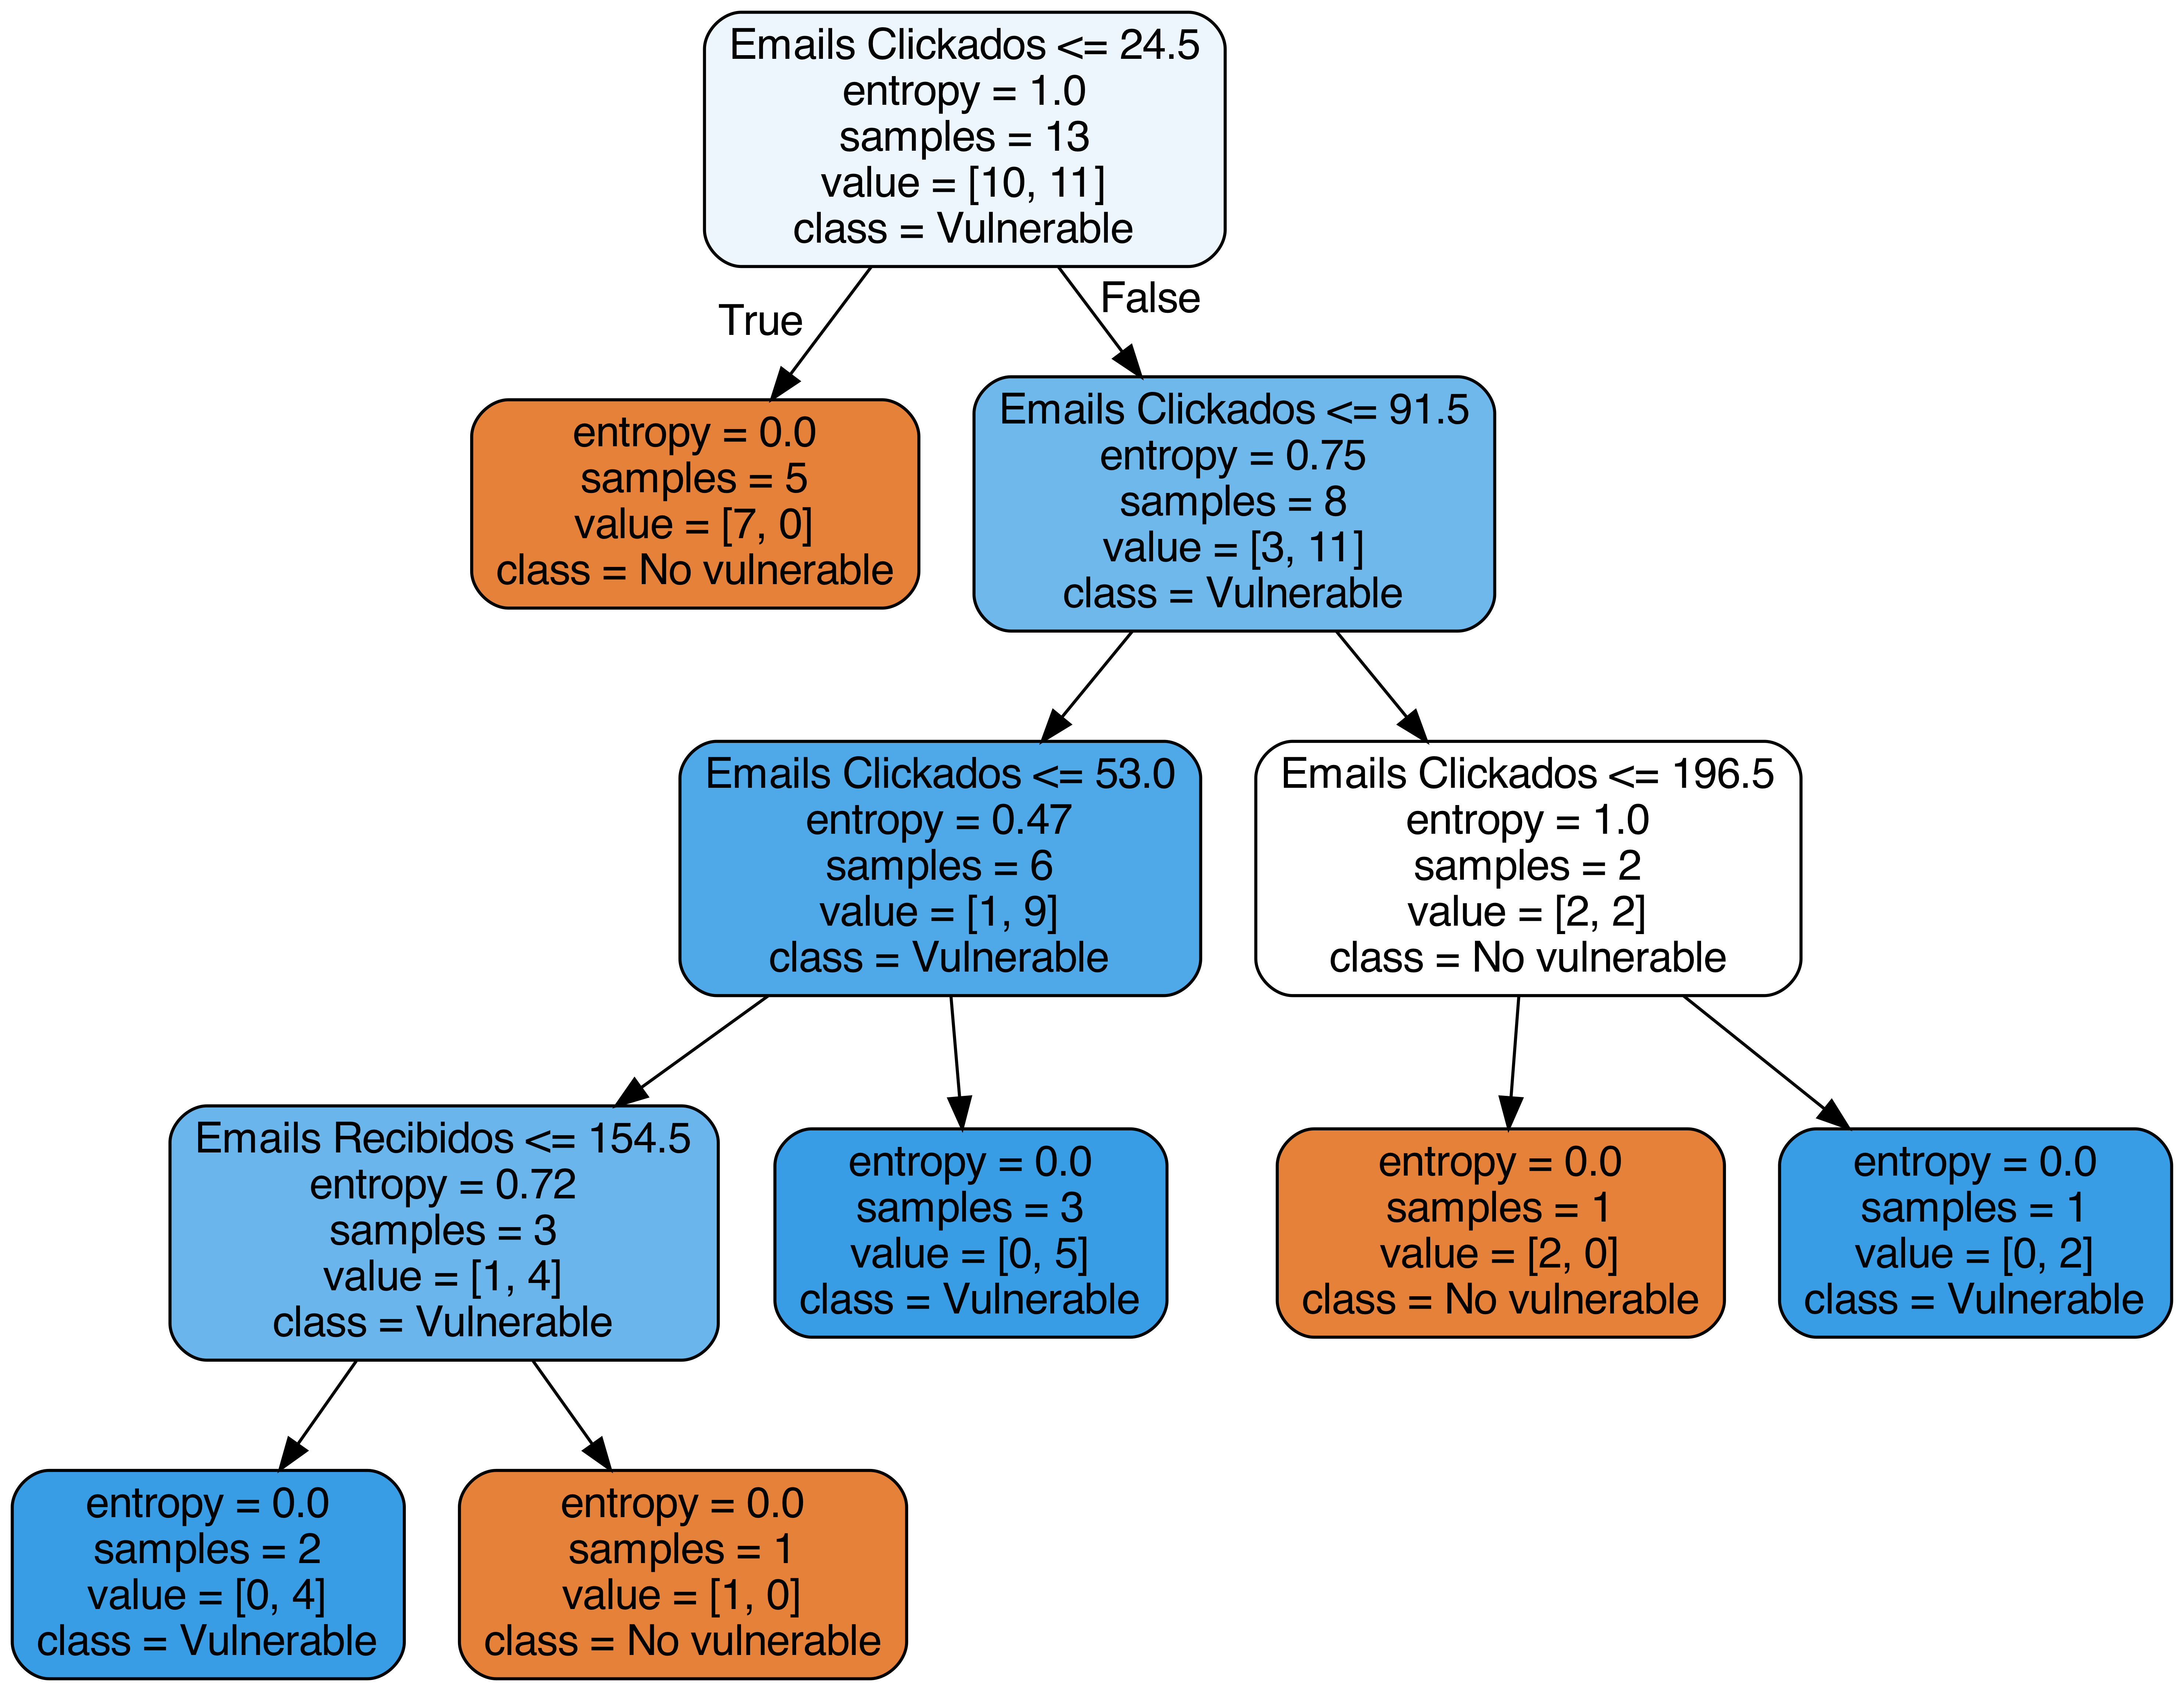 Emails Clickados <= 24.5
entropy = 1.0
samples = 13
value = [10, 11]
class = Vulnerable
True
False
entropy = 0.0
samples = 5
value = [7, 0]
class = No vulnerable
Emails Clickados <= 91.5
entropy = 0.75
samples = 8
value = [3, 11]
class = Vulnerable
Emails Clickados <= 53.0
entropy = 0.47
samples = 6
value = [1, 9]
class = Vulnerable
Emails Clickados <= 196.5
entropy = 1.0
samples = 2
value = [2, 2]
class = No vulnerable
Emails Recibidos <= 154.5
entropy = 0.72
samples = 3
value = [1, 4]
class = Vulnerable
entropy = 0.0
samples = 3
value = [0, 5]
class = Vulnerable
entropy = 0.0
samples = 1
value = [2, 0]
class = No vulnerable
entropy = 0.0
samples = 1
value = [0, 2]
class = Vulnerable
entropy = 0.0
samples = 2
value = [0, 4]
class = Vulnerable
entropy = 0.0
samples = 1
value = [1, 0]
class = No vulnerable